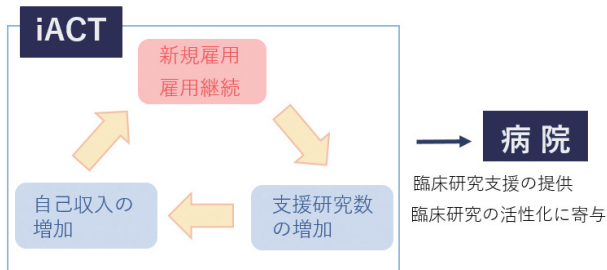 iACT
新規雇用
雇用継続
自己収入の
増加
支援研究数
の増加
病院
臨床研究支援の提供
臨床研究の活性化に寄与